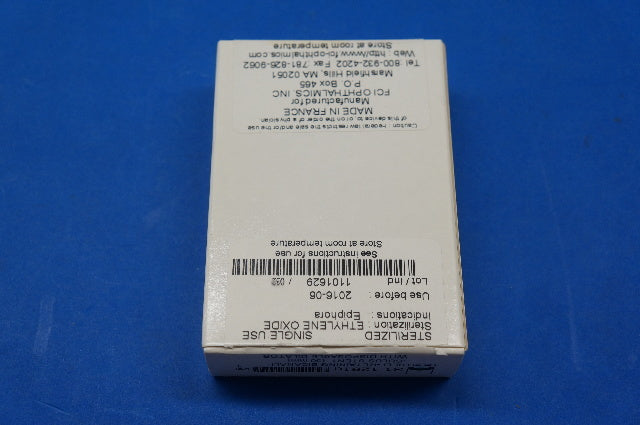 STERILIZED SINGLE USE
Sterilization : ETHYLENE OXIDE
indications : Epiphora
Use before : 2016-06
Lot / Ind 1101629 / 032
See instructions for use
Store at room temperature
Caution : Federal law restricts the sale and/or the use
of this device to, or on, the order of a physician
MADE IN FRANCE
Manufactured for
FCI OPHTHALMICS, INC
P.O. Box 465
Marshfield Hills, MA 02051
Tel :800-932-4202 Fax :781-826-9062
Web : http//www.fci-ophthalmics.com
Store at room temperature